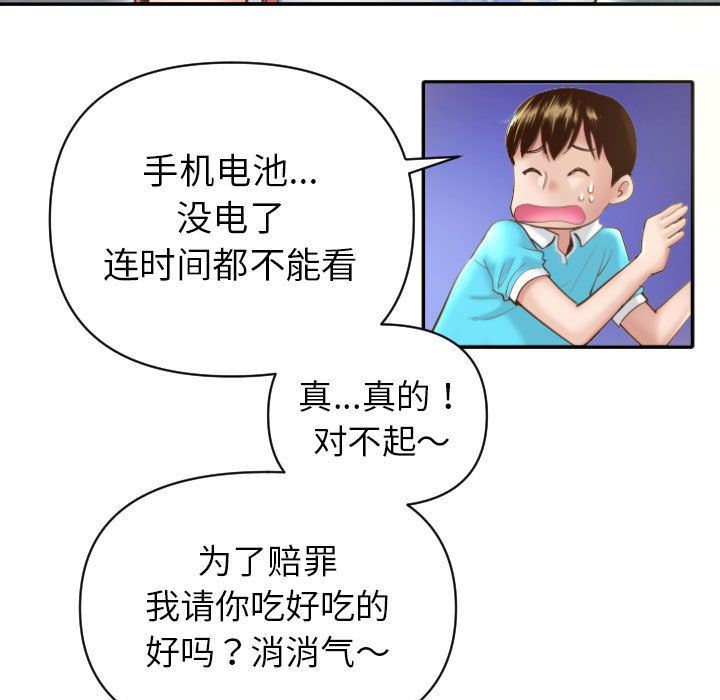 手机电池...
没电了
连时间都不能看
真...真的！
对不起～
为了赔罪
我请你吃好吃的
好吗？消消气～